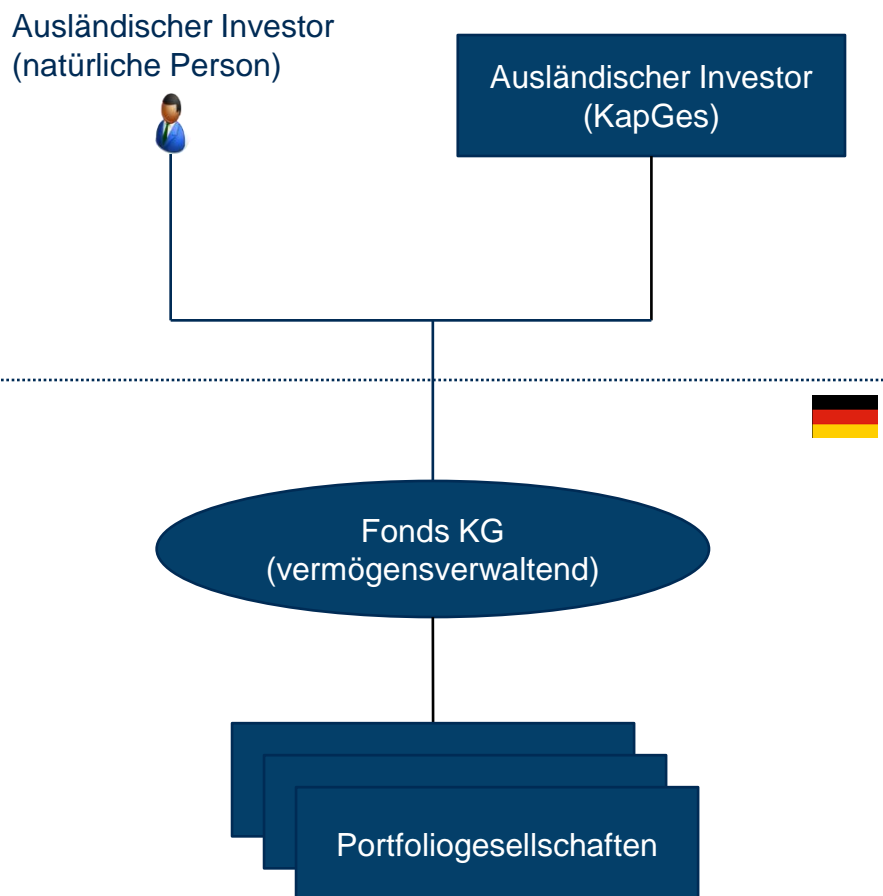 Ausländischer Investor
(natürliche Person)
Ausländischer Investor
(KapGes)
Fonds KG
(vermögensverwaltend)
Portfoliogesellschaften